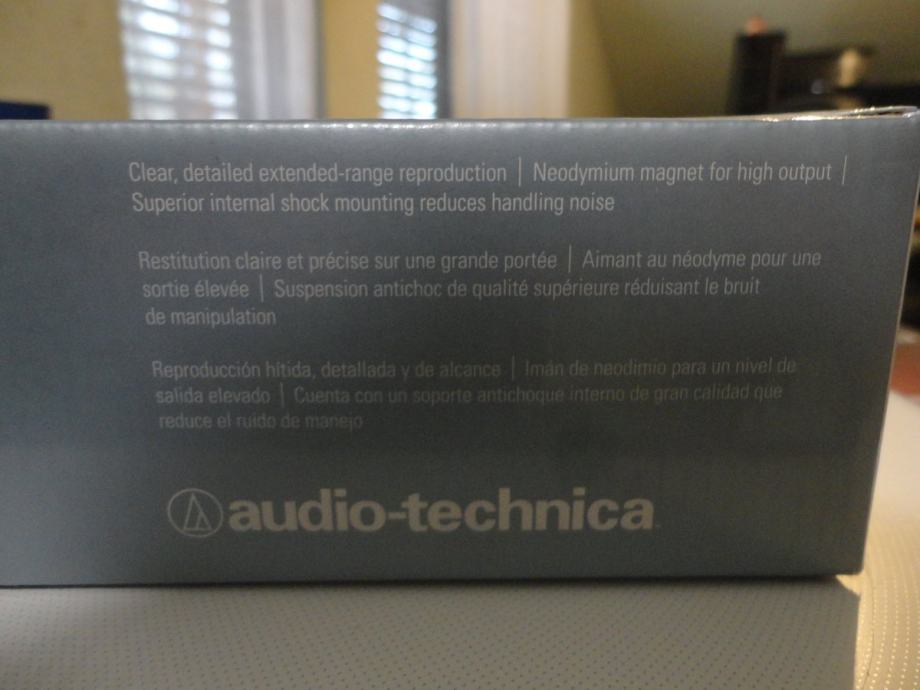 Clear, detailed extended-range reproduction | Neodymium magnet for high output |
Superior internal shock mounting reduces handling noise
Restitution claire et précise sur une grande portée | Aimant au néodyme pour une
sortie élevée | Suspension antichoc de qualité supérieure réduisant le bruit
de manipulation
Reproducción hítida, detallada y de alcance | Imán de neodimio para un nivel de
salida elevado | Cuenta con un soporte antichoque interno de gran calidad que
reduce el ruido de manejo
audio-technica